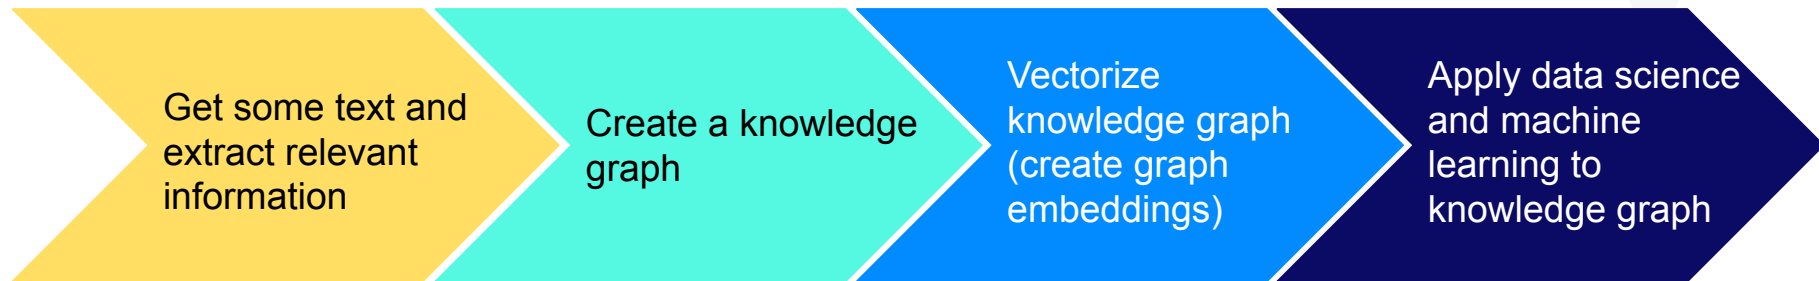 Get some text and
extract relevant
information
Create a knowledge
graph
Vectorize
knowledge graph
(create graph
embeddings)
Apply data science
and machine
learning to
knowledge graph